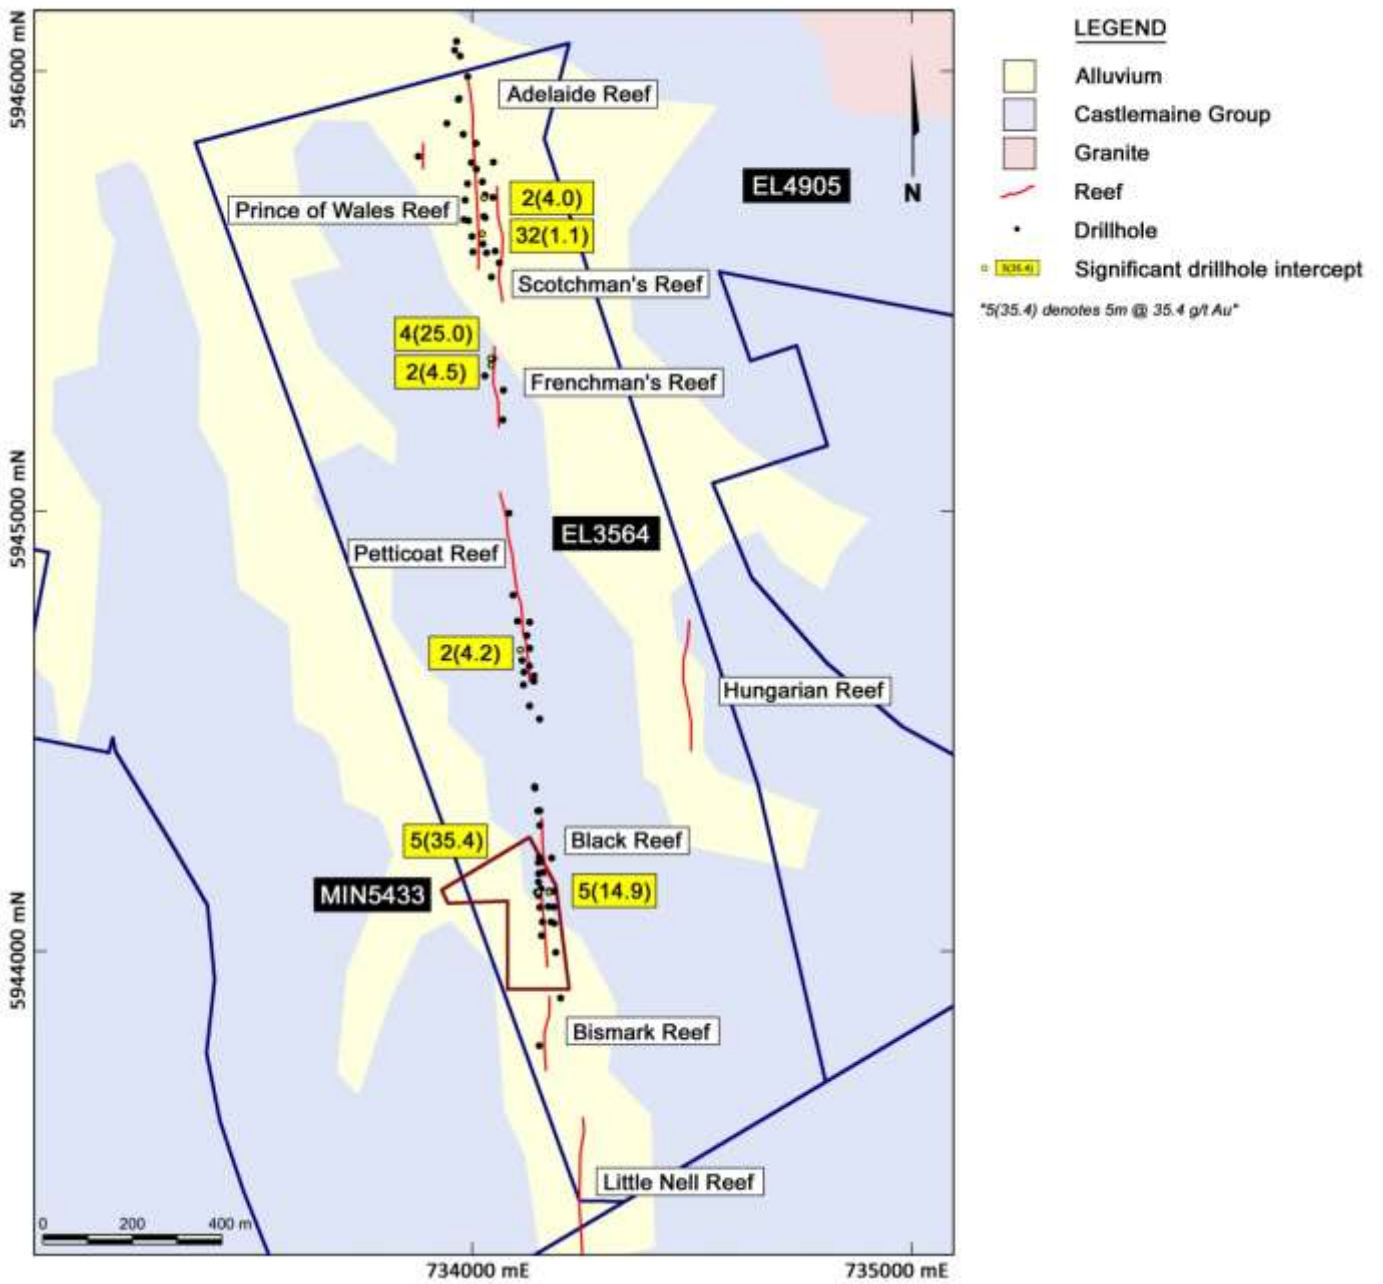 LEGEND
Alluvium
Castlemaine Group
Granite
Reef
Drillhole
5(35.4) Significant drillhole intercept
"5(35.4) denotes 5m @ 35.4 g/t Au"
N
5946000 mN
5945000 mN
5944000 mN
Adelaide Reef
EL4905
2(4.0)
Prince of Wales Reef
32(1.1)
Scotchman's Reef
4(25.0)
2(4.5)
Frenchman's Reef
EL3564
Petticoat Reef
2(4.2)
Hungarian Reef
5(35.4)
Black Reef
MIN5433
5(14.9)
Bismark Reef
Little Nell Reef
0 200 400 m
734000 mE
735000 mE